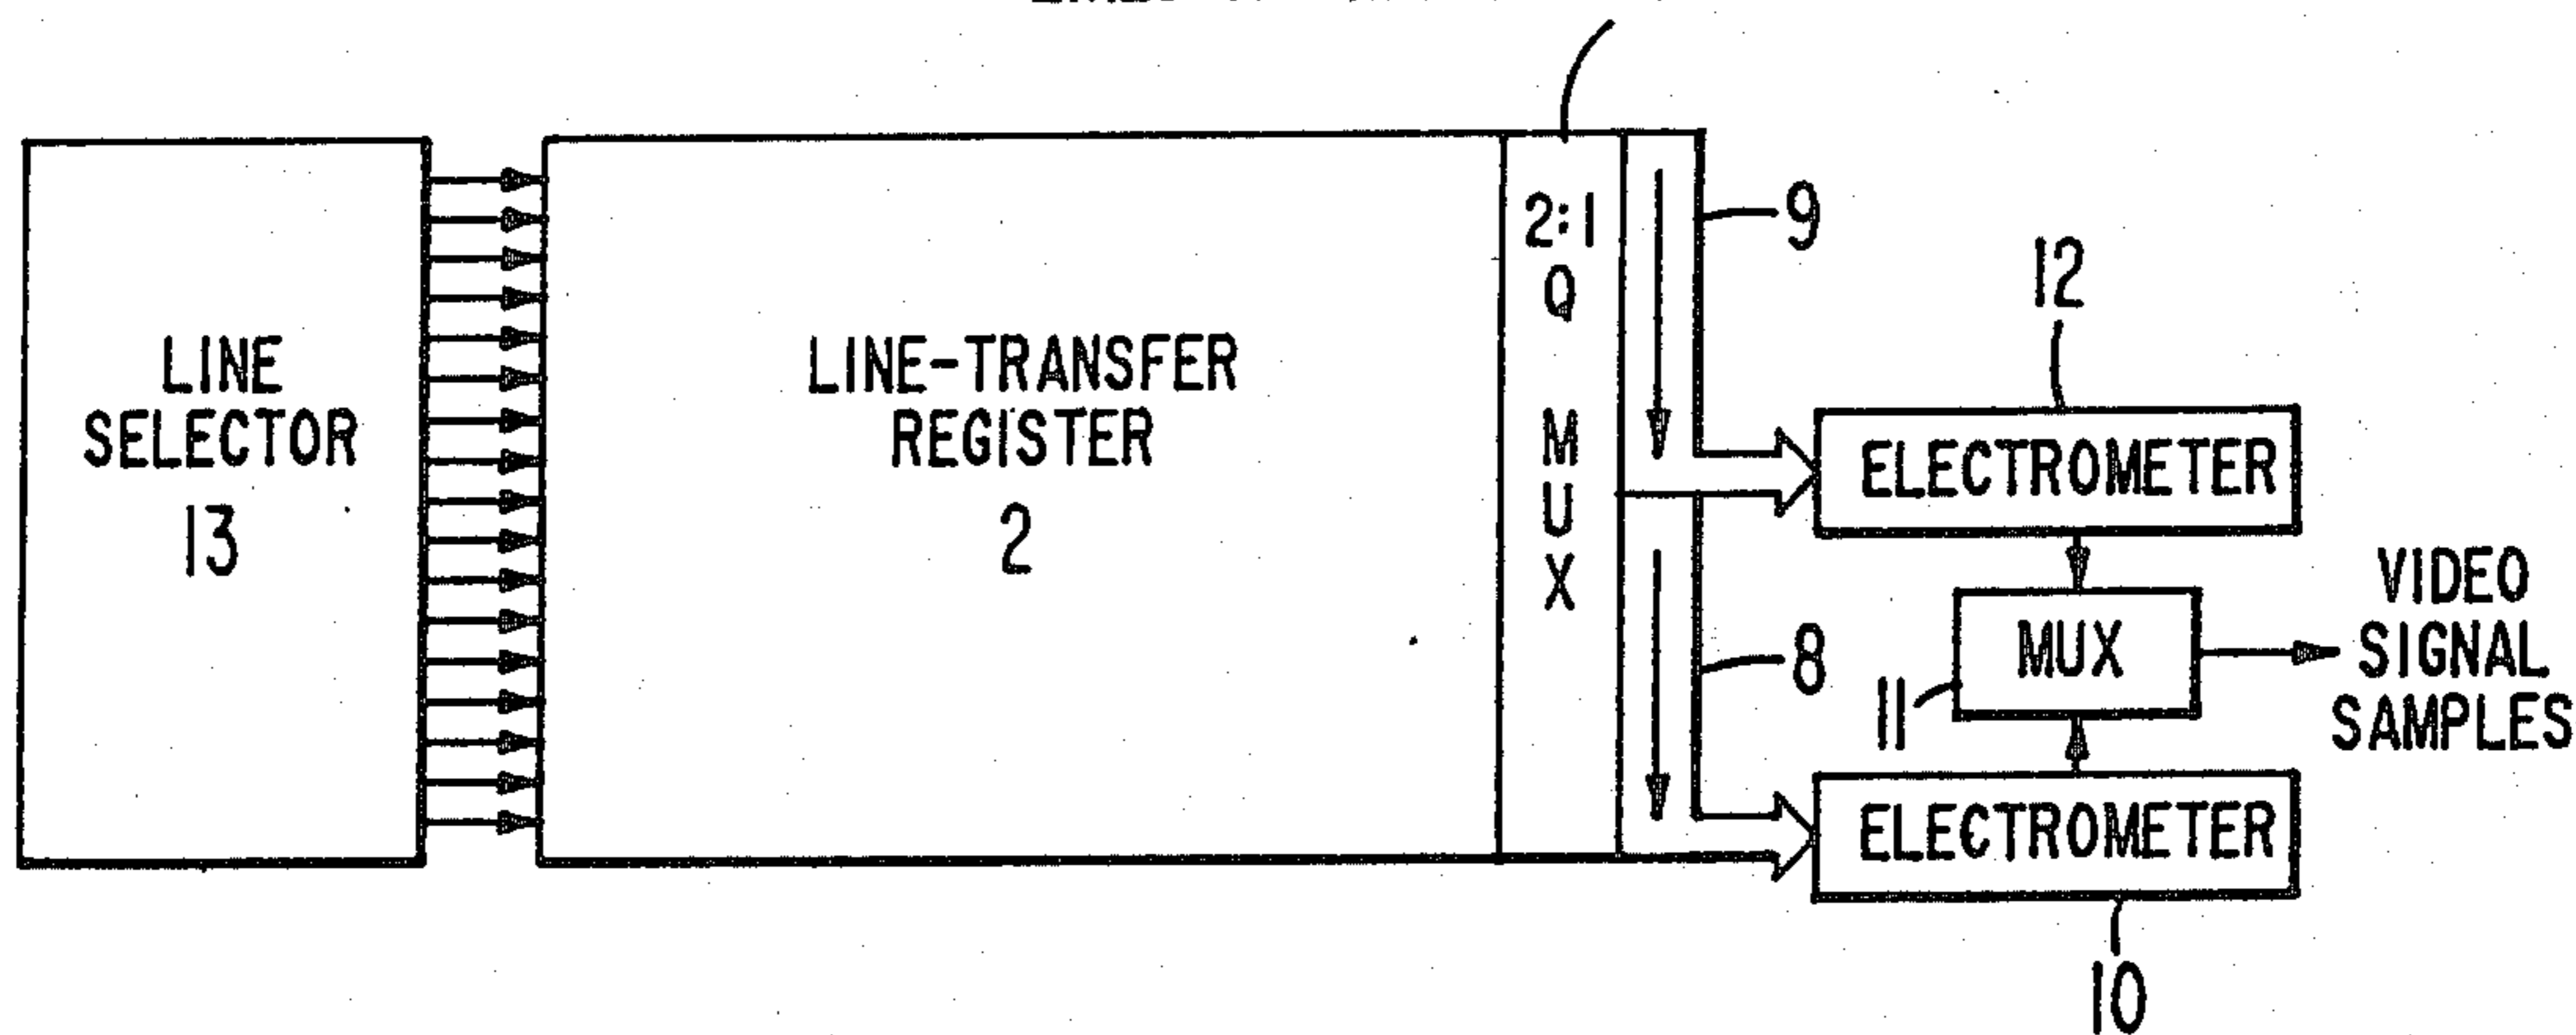 LINE
SELECTOR
13
LINE-TRANSFER
REGISTER
2
2:1
Q
M
U
X
9
12
ELECTROMETER
8
11
MUX
VIDEO
SIGNAL
SAMPLES
ELECTROMETER
10